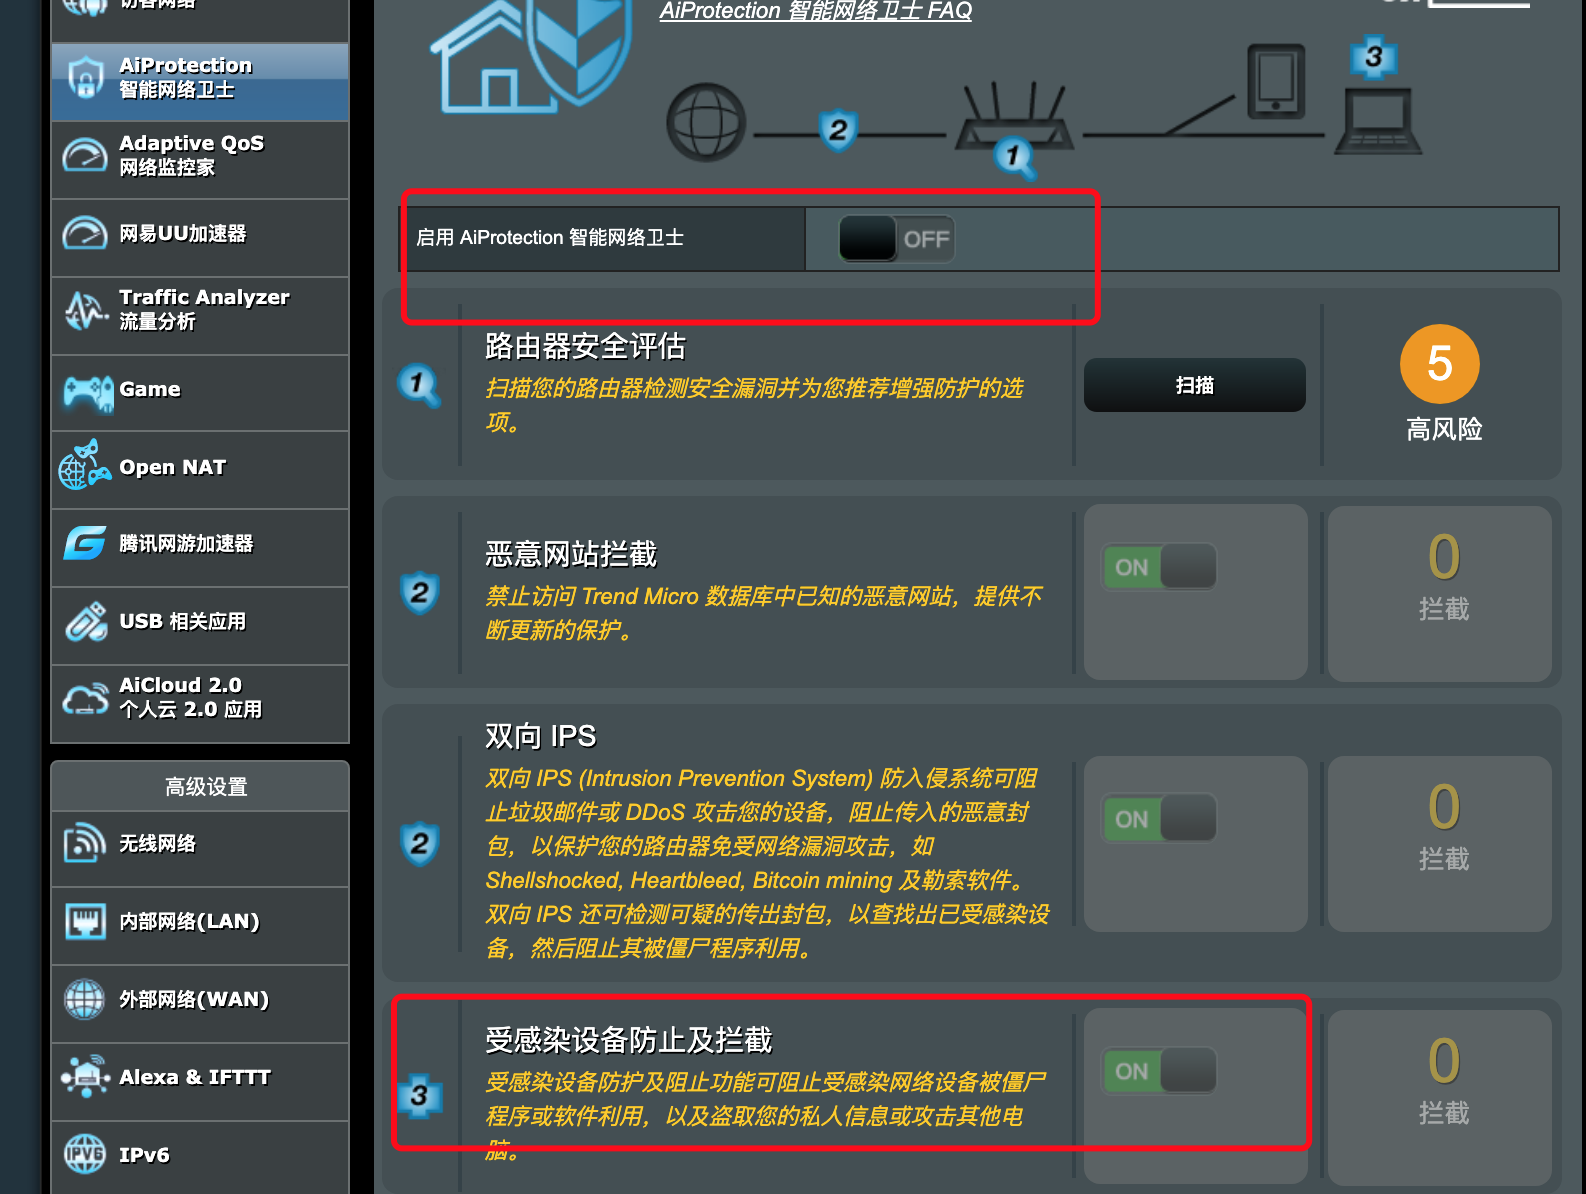 访客网络
AiProtection
智能网络卫士
Adaptive QoS
网络监控家
网易UU加速器
Traffic Analyzer
流量分析
Game
Open NAT
腾讯网游加速器
USB 相关应用
AiCloud 2.0
个人云 2.0 应用
高级设置
无线网络
内部网络(LAN)
外部网络(WAN)
Alexa & IFTTT
IPV6
IPv6
AiProtection 智能网络卫士 FAQ
2
1
3
启用 AiProtection 智能网络卫士
OFF
1
路由器安全评估
扫描您的路由器检测安全漏洞并为您推荐增强防护的选
项。
扫描
5
高风险
2
恶意网站拦截
禁止访问 Trend Micro 数据库中已知的恶意网站，提供不
断更新的保护。
ON
0
拦截
2
双向 IPS
双向 IPS (Intrusion Prevention System) 防入侵系统可阻
止垃圾邮件或 DDoS 攻击您的设备，阻止传入的恶意封
包，以保护您的路由器免受网络漏洞攻击，如
Shellshocked, Heartbleed, Bitcoin mining 及勒索软件。
双向 IPS 还可检测可疑的传出封包，以查找出已受感染设
备，然后阻止其被僵尸程序利用。
ON
0
拦截
3
受感染设备防止及拦截
受感染设备防护及阻止功能可阻止受感染网络设备被僵尸
程序或软件利用，以及盗取您的私人信息或攻击其他电
脑。
ON
0
拦截